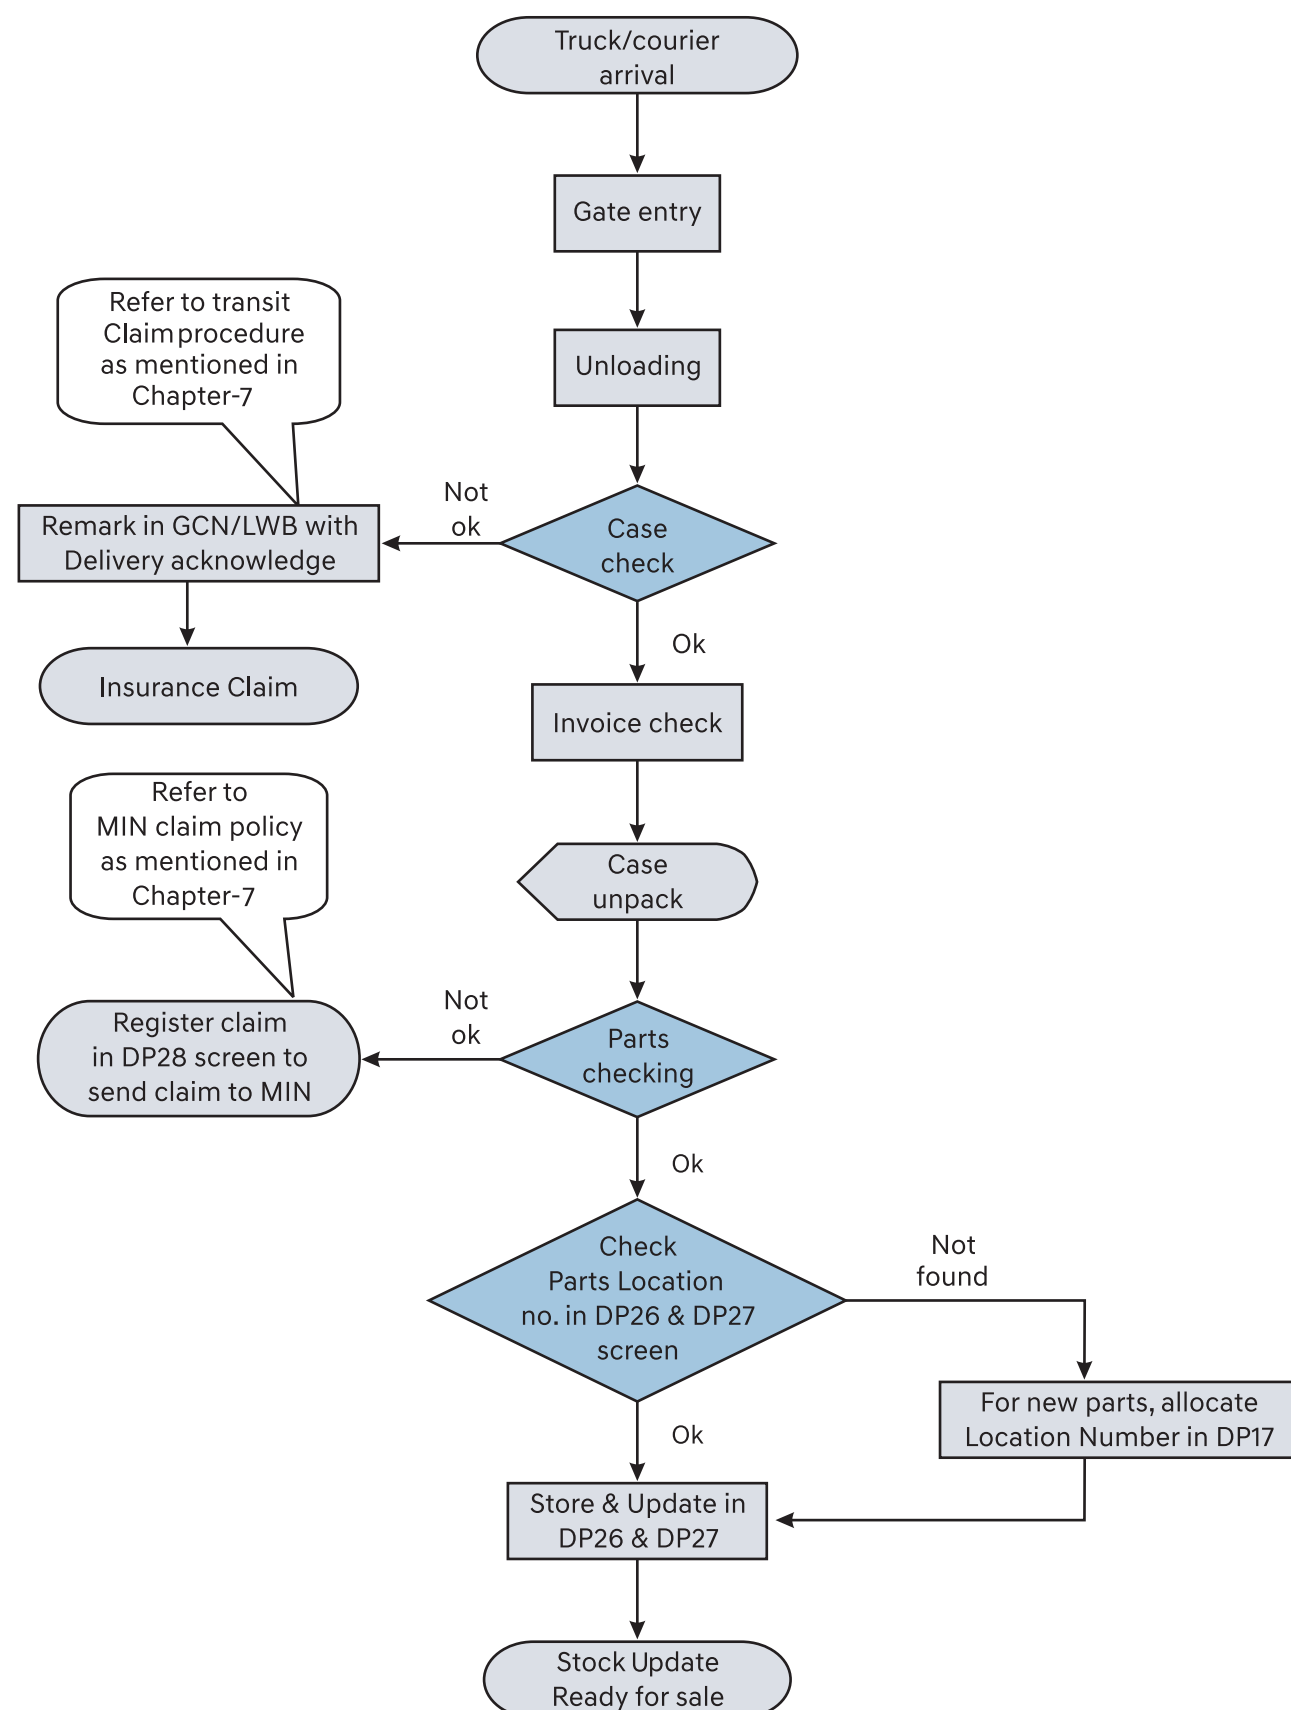 Truck/courier
arrival
Gate entry
Unloading
Refer to transit
Claim procedure
as mentioned in
Chapter-7
Not
ok
Case
check
Remark in GCN/LWB with
Delivery acknowledge
Ok
Insurance Claim
Invoice check
Refer to
MIN claim policy
as mentioned in
Chapter-7
Case
unpack
Not
ok
Parts
checking
Register claim
in DP28 screen to
send claim to MIN
Ok
Check
Parts Location
no. in DP26 & DP27
screen
Not
found
For new parts, allocate
Location Number in DP17
Ok
Store & Update in
DP26 & DP27
Stock Update
Ready for sale